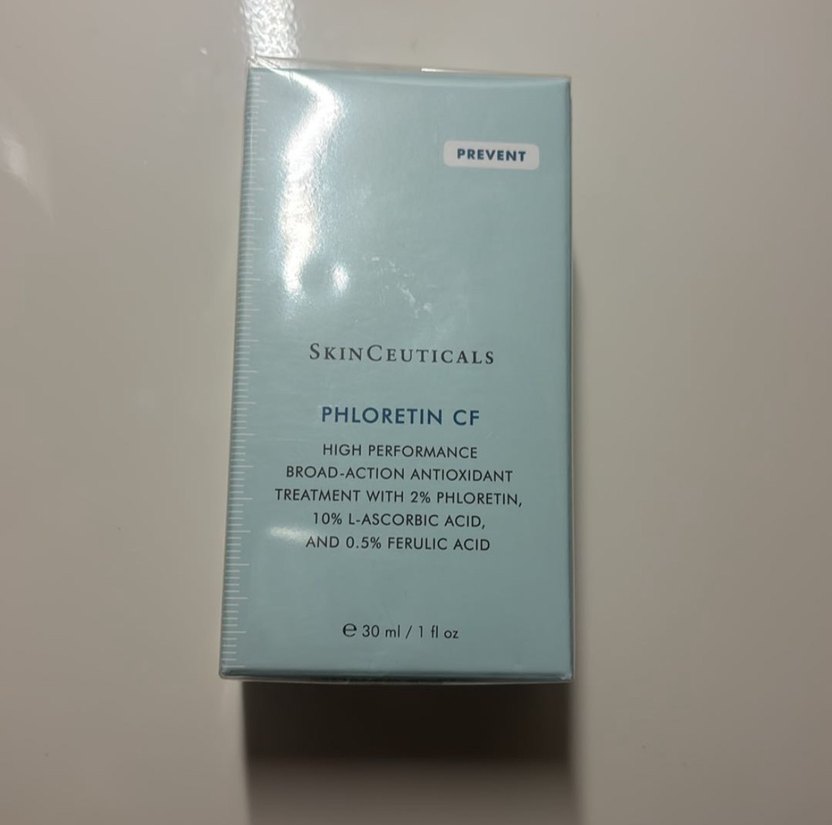 PREVENT
SKINCEUTICALS
PHLORETIN CF
HIGH PERFORMANCE
BROAD-ACTION ANTIOXIDANT
TREATMENT WITH 2% PHLORETIN,
10% L-ASCORBIC ACID,
AND 0.5% FERULIC ACID
℮ 30 ml / 1 fl oz